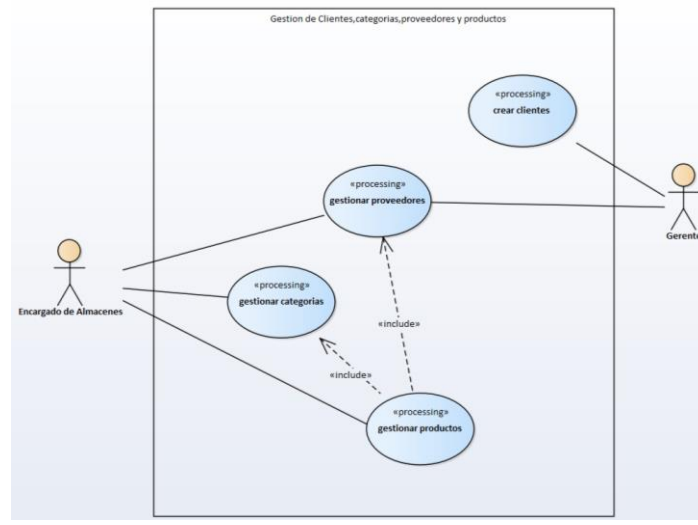 Gestion de Clientes,categorias,proveedores y productos
«processing»
crear clientes
«processing»
gestionar proveedores
Gerente
«processing»
gestionar categorias
Encargado de Almacenes
«include»
«include»
«processing»
gestionar productos